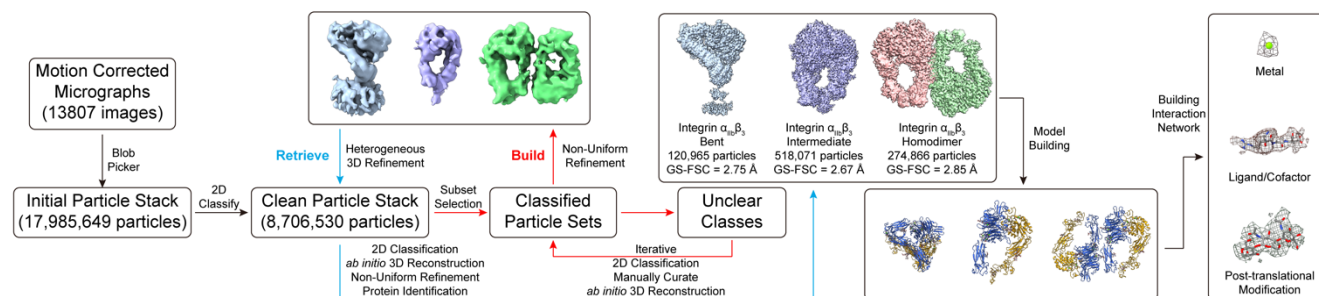 Motion Corrected
Micrographs
(13807 images)
Blob
Picker
Initial Particle Stack
(17,985,649 particles)
2D
Classify
Retrieve
Heterogeneous
3D Refinement
Clean Particle Stack
(8,706,530 particles)
2D Classification
ab initio 3D Reconstruction
Non-Uniform Refinement
Protein Identification
Subset
Selection
Build
Non-Uniform
Refinement
Classified
Particle Sets
Unclear
Classes
Iterative
2D Classification
Manually Curate
ab initio 3D Reconstruction
Integrin αIIbβ3
Bent
120,965 particles
GS-FSC = 2.75 Å
Integrin αIIbβ3
Intermediate
518,071 particles
GS-FSC = 2.67 Å
Integrin αIIbβ3
Homodimer
274,866 particles
GS-FSC = 2.85 Å
Model
Building
Building
Interaction
Network
Metal
Ligand/Cofactor
Post-translational
Modification